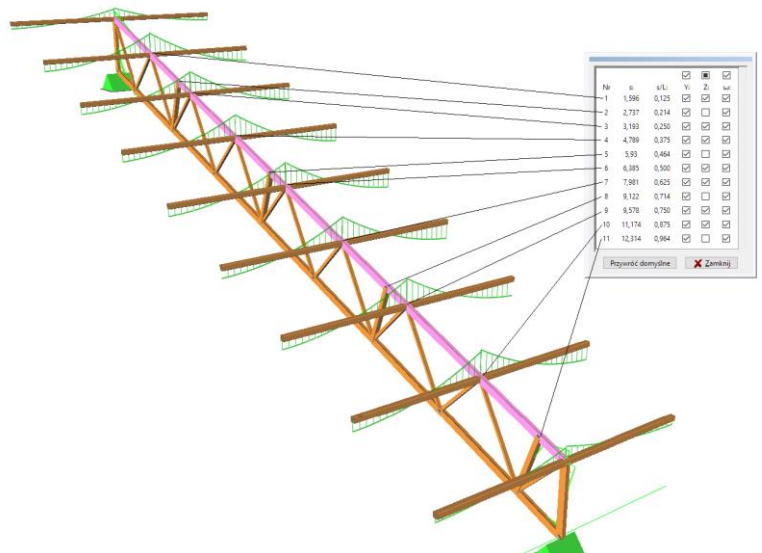 Nr a s/Li Yi Zi ωi
1 1,596 0,125
2 2,737 0,214
3 3,193 0,250
4 4,789 0,375
5 5,93 0,464
6 6,385 0,500
7 7,981 0,625
8 9,122 0,714
9 9,578 0,750
10 11,174 0,875
11 12,314 0,964
Przywróć domyślne Zamknij